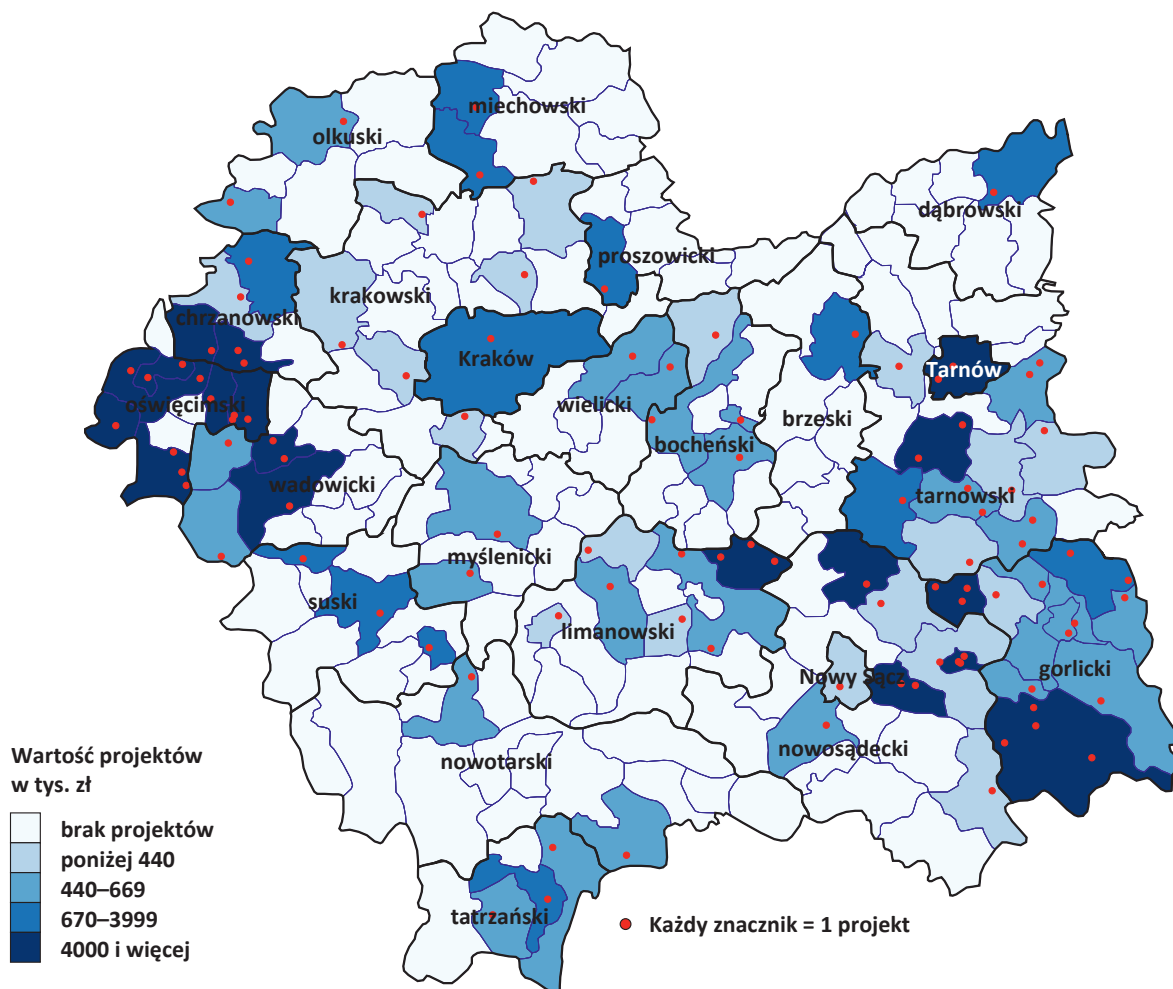 miechowski
olkuski
dąbrowski
proszowicki
krakowski
chrzanowski
Kraków
Tarnów
oświęcimski
wielicki
brzeski
bocheński
wadowicki
tarnowski
myślenicki
suski
limanowski
Nowy Sącz
gorlicki
nowosądecki
nowotarski
tatrzański
Wartość projektów
w tys. zł
brak projektów
poniżej 440
440–669
670–3999
4000 i więcej
Każdy znacznik = 1 projekt